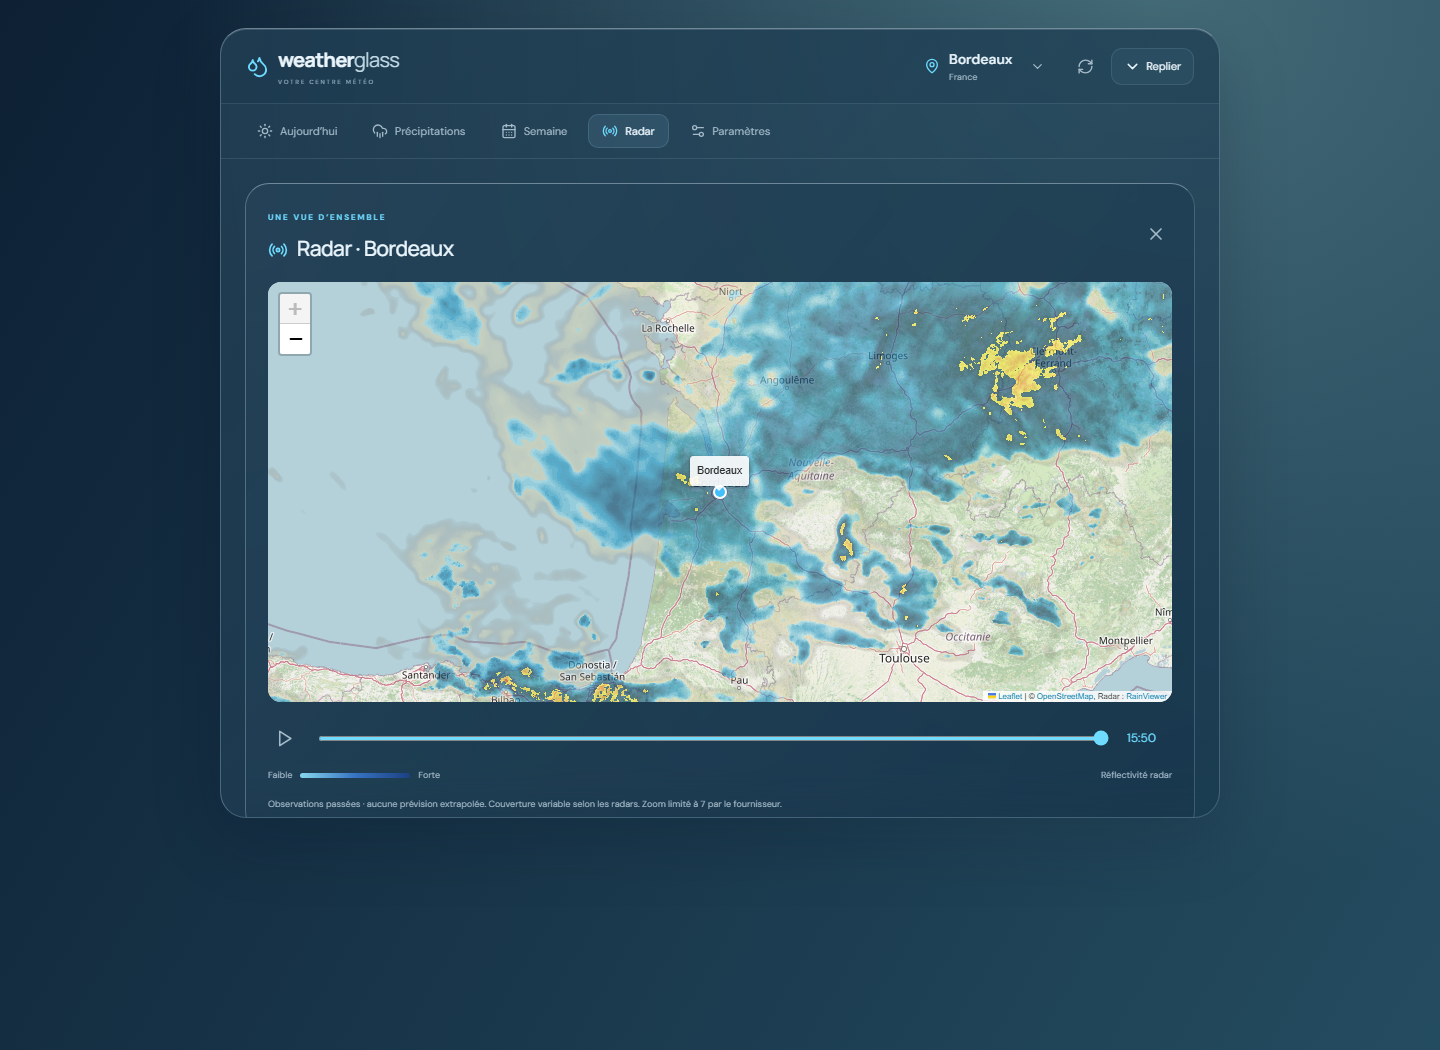 weatherglass
VOTRE CENTRE MÉTÉO
Bordeaux
France
Replier
Aujourd'hui
Précipitations
Semaine
Radar
Paramètres
UNE VUE D'ENSEMBLE
Radar · Bordeaux
+
−
Niort
La Rochelle
Limoges
Ferrand
Angoulême
Nouvelle-
Aquitaine
Bordeaux
Occitanie
Montpellier
Nîm
Toulouse
Donostia /
San Sebastián
Santander
Pau
Bilbao
Leaflet | © OpenStreetMap, Radar : RainViewer
15:50
Faible
Forte
Réflectivité radar
Observations passées · aucune prévision extrapolée. Couverture variable selon les radars. Zoom limité à 7 par le fournisseur.